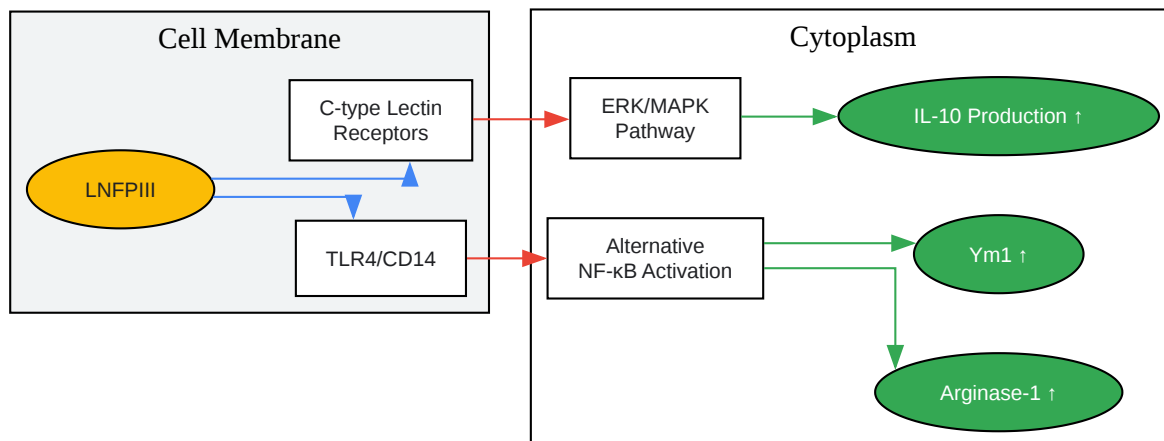 Cell Membrane
Cytoplasm
C-type Lectin
Receptors
ERK/MAPK
Pathway
IL-10 Production ↑
LNFPIII
TLR4/CD14
Alternative
NF-κB Activation
Ym1 ↑
Arginase-1 ↑